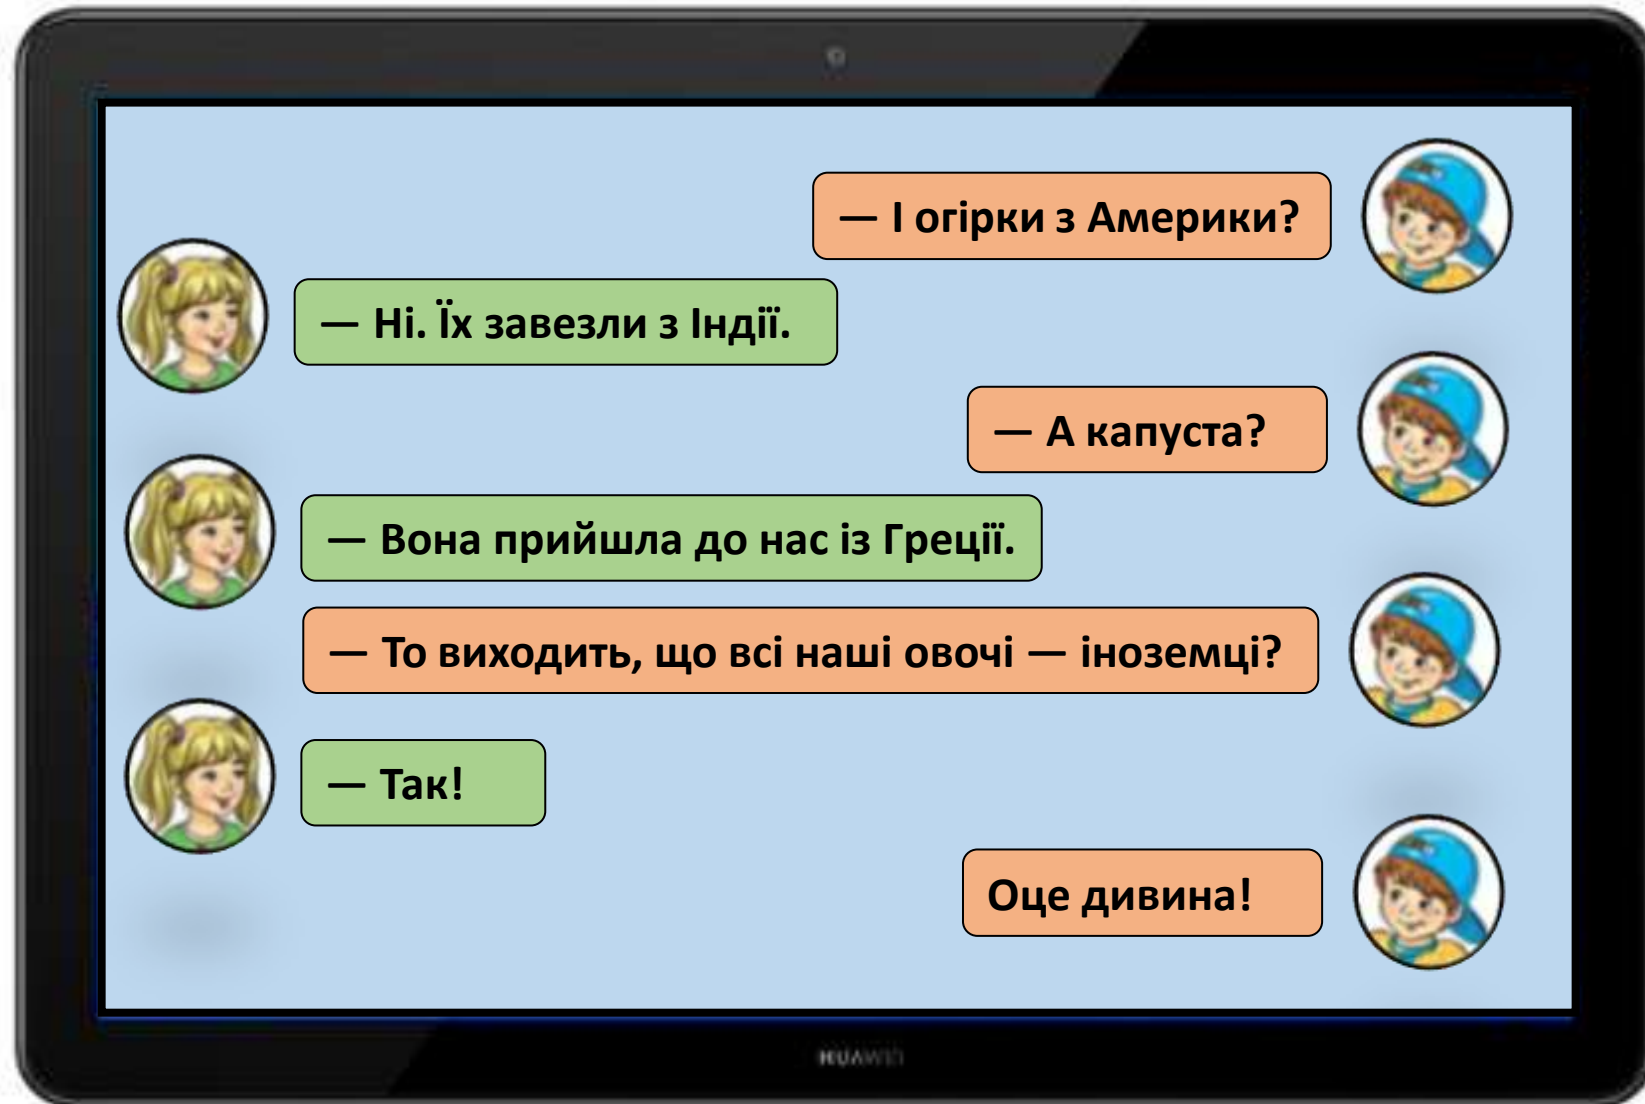 — І огірки з Америки?
— Ні. Їх завезли з Індії.
— А капуста?
— Вона прийшла до нас із Греції.
— То виходить, що всі наші овочі — іноземці?
— Так!
Оце дивина!
HUAWEI